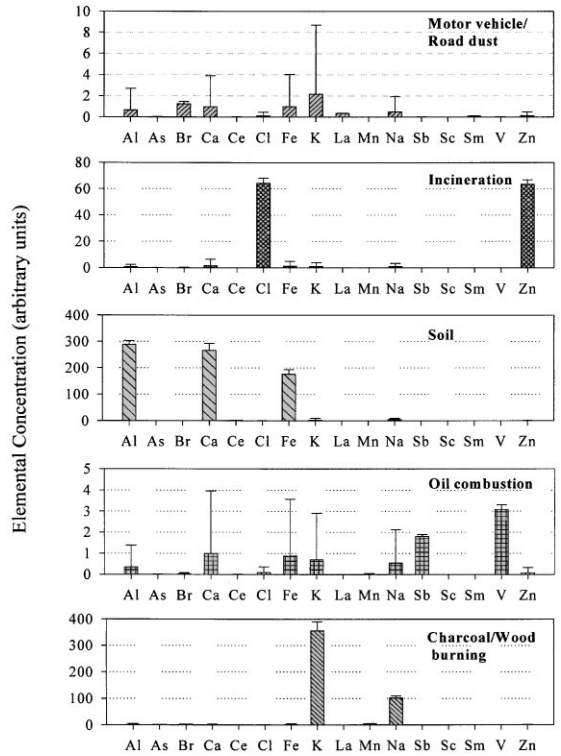 Elemental Concentration (arbitrary units)
10
8
6
4
2
0
Motor vehicle/
Road dust
Al As Br Ca Ce Cl Fe K La Mn Na Sb Sc Sm V Zn
80
60
40
20
0
Incineration
Al As Br Ca Ce Cl Fe K La Mn Na Sb Sc Sm V Zn
400
300
200
100
0
Soil
Al As Br Ca Ce Cl Fe K La Mn Na Sb Sc Sm V Zn
5
4
3
2
1
0
Oil combustion
Al As Br Ca Ce Cl Fe K La Mn Na Sb Sc Sm V Zn
400
300
200
100
0
Charcoal/Wood
burning
Al As Br Ca Ce Cl Fe K La Mn Na Sb Sc Sm V Zn